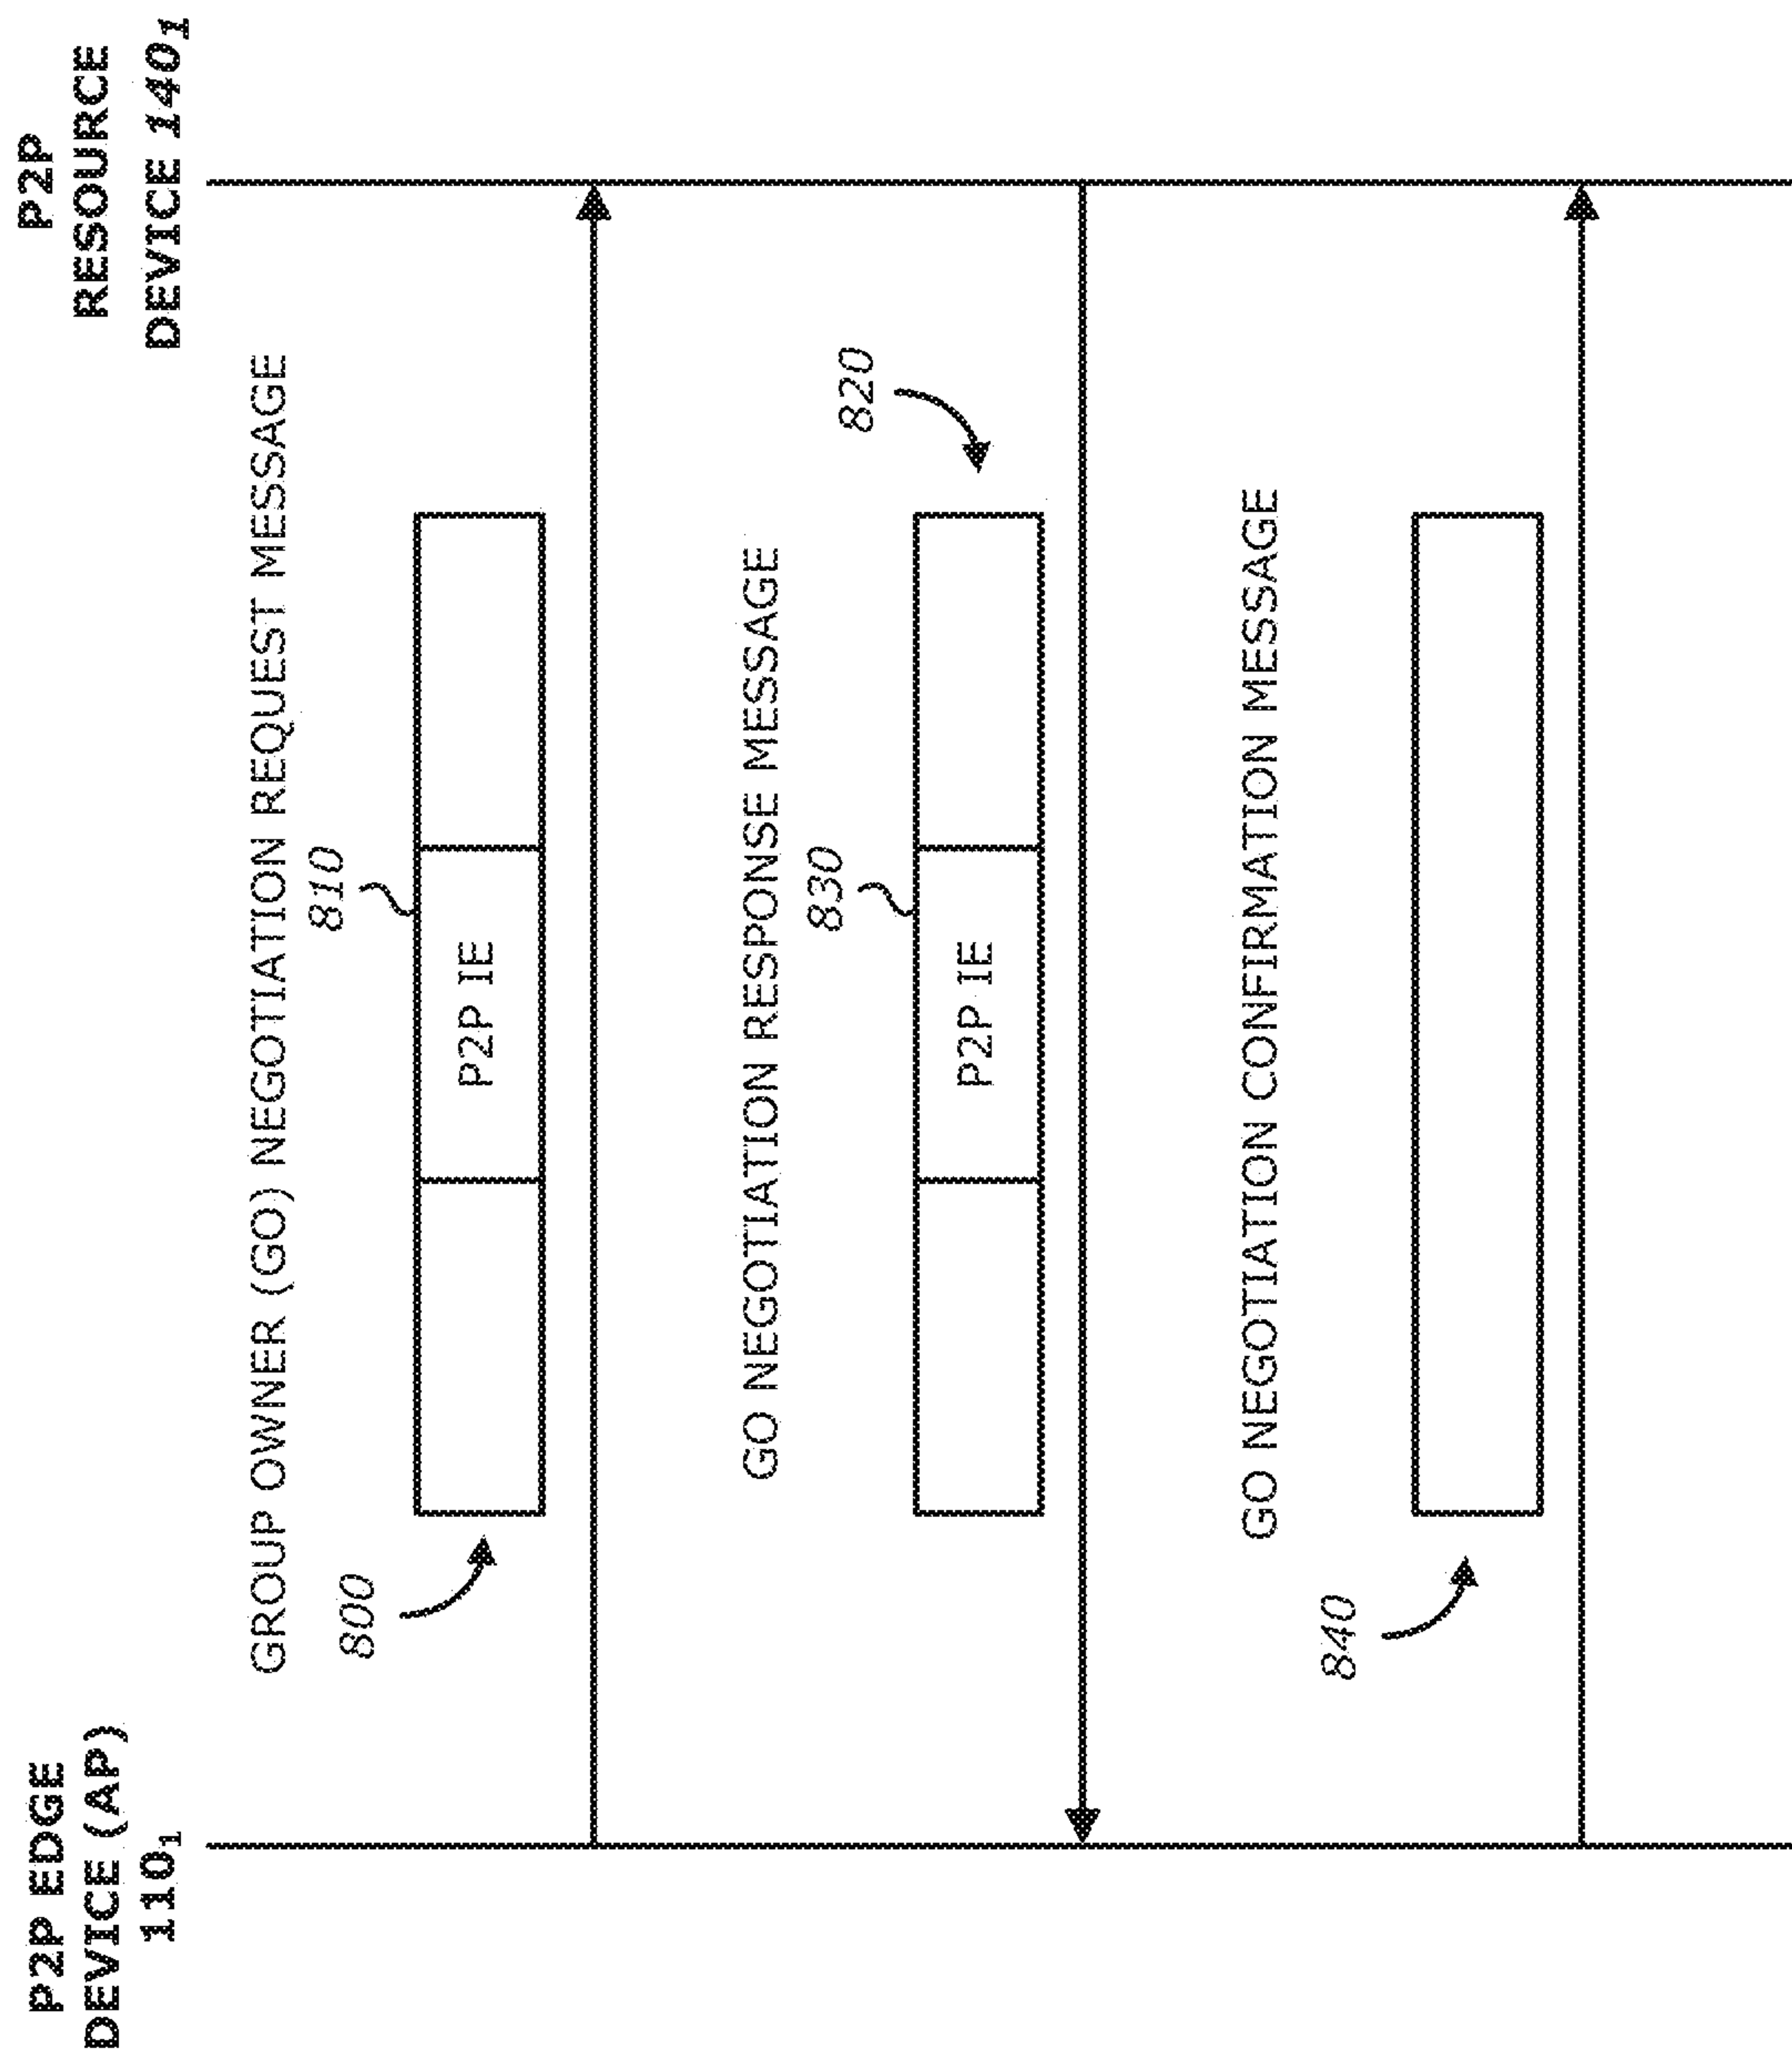 P2P EDGE
DEVICE (AP)
110₁
P2P
RESOURCE
DEVICE 140₁
GROUP OWNER (GO) NEGOTIATION REQUEST MESSAGE
800
810
P2P IE
GO NEGOTIATION RESPONSE MESSAGE
820
830
P2P IE
GO NEGOTIATION CONFIRMATION MESSAGE
840